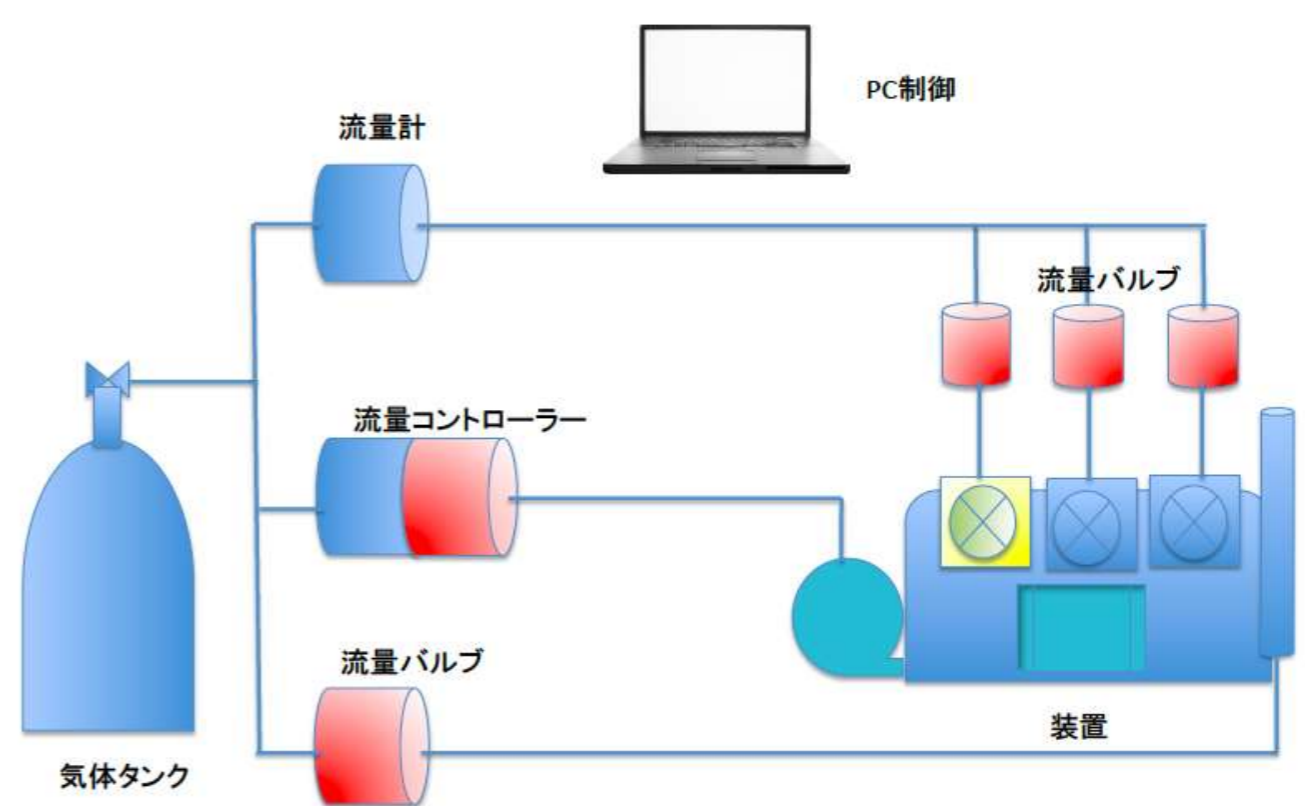 PC制御
流量計
流量バルブ
流量コントローラー
流量バルブ
装置
気体タンク